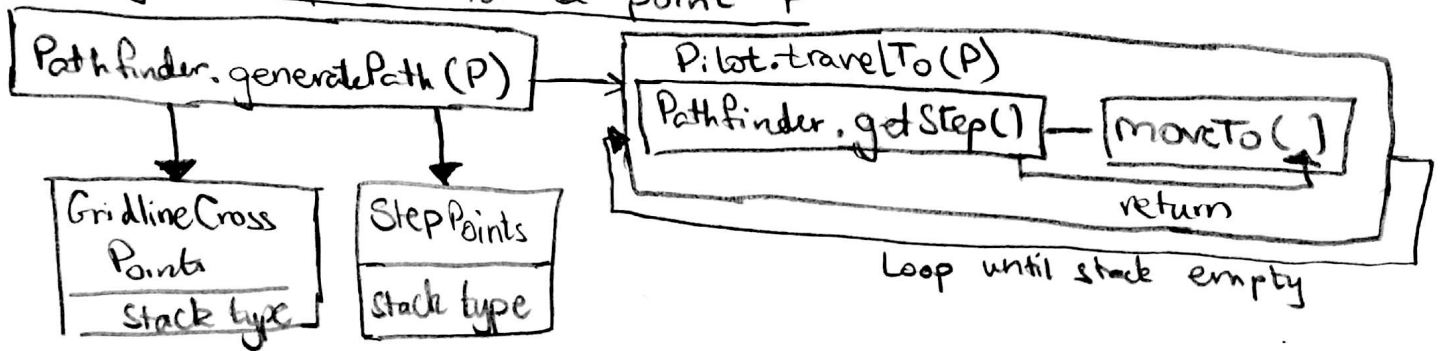 a point P
Pathfinder.generatePath(P)
Pilot.travelTo(P)
Pathfinder.getStep()
moveTo( )
return
Loop until stack empty
GridlineCross
Points
stack type
StepPoints
stack type